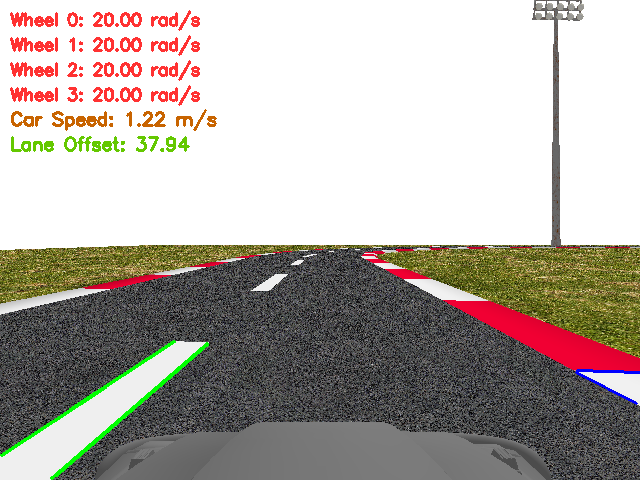 Wheel 0: 20.00 rad/s
Wheel 1: 20.00 rad/s
Wheel 2: 20.00 rad/s
Wheel 3: 20.00 rad/s
Car Speed: 1.22 m/s
Lane Offset: 37.94